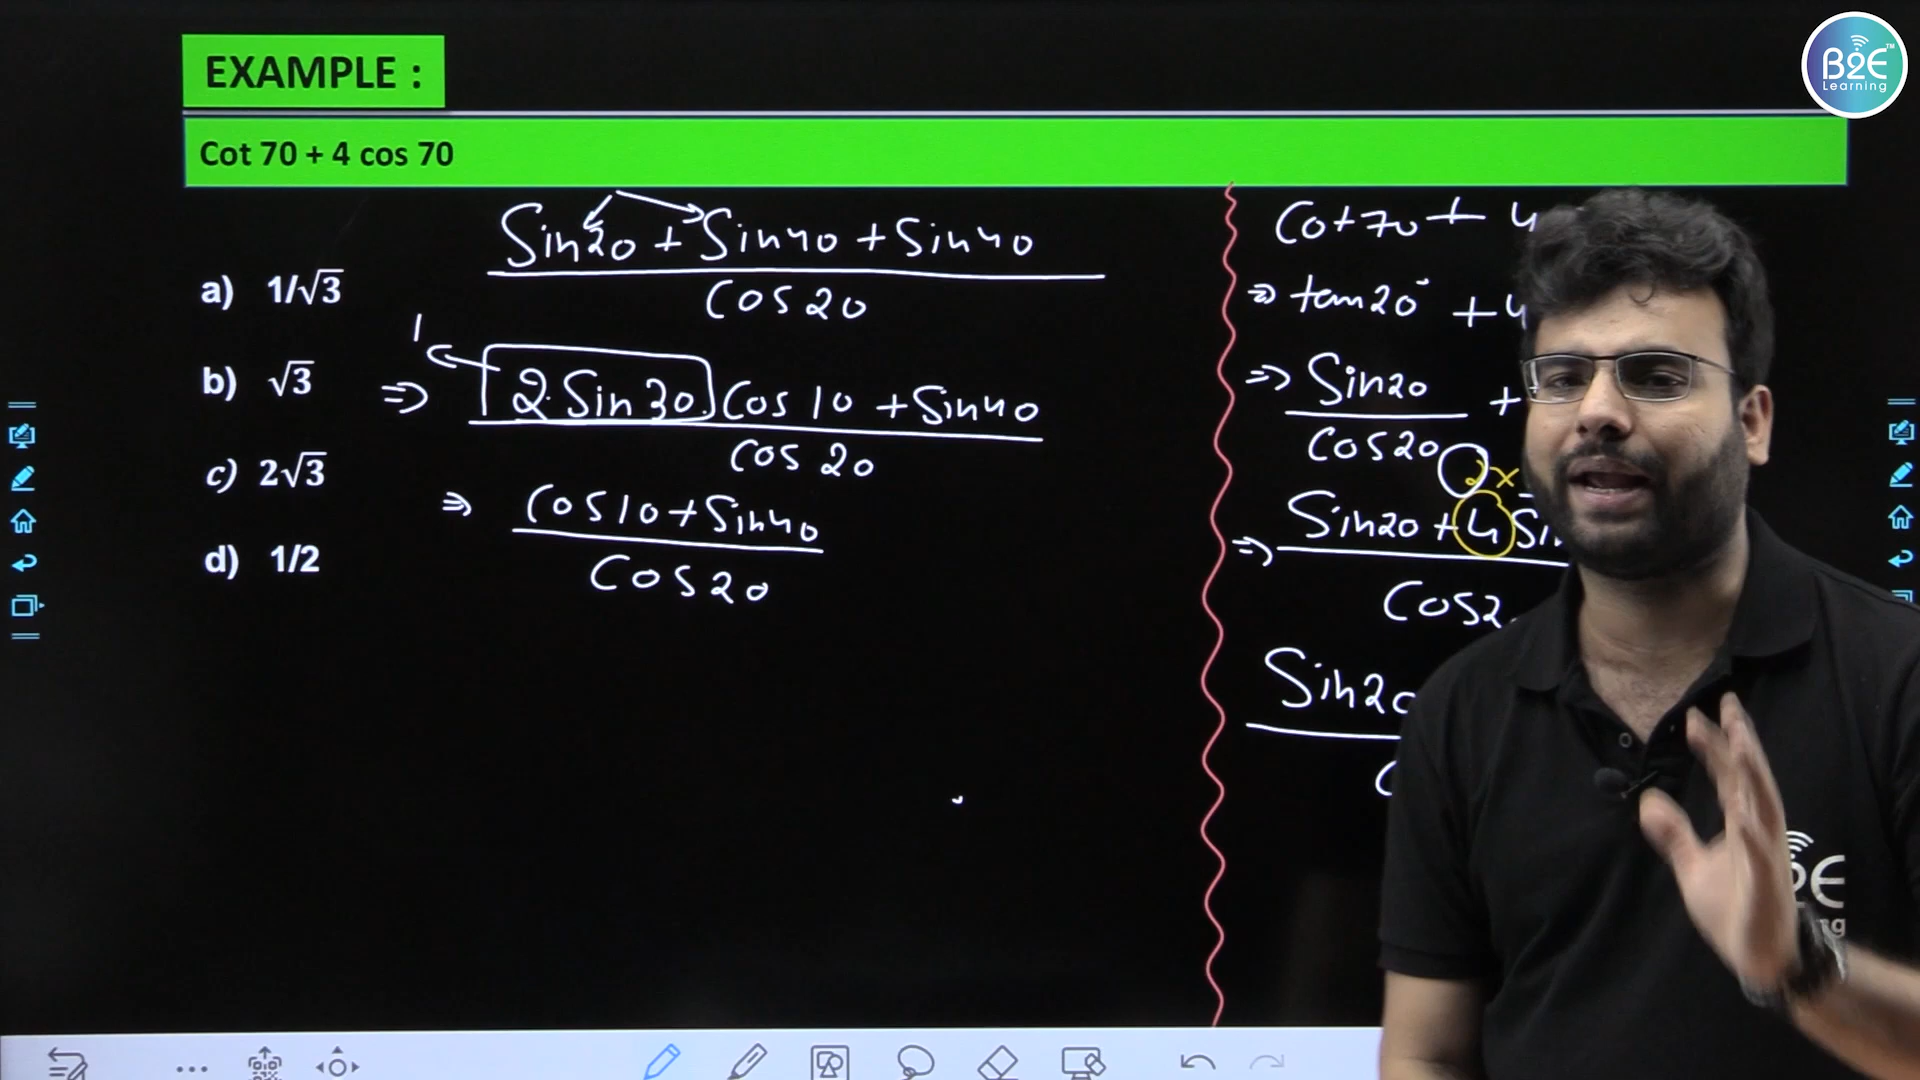 EXAMPLE :
B2E
Learning
Cot 70 + 4 cos 70
a) 1/√3
b) √3
c) 2√3
d) 1/2
Sin20 + Sin40 + Sin40
Cos20
1
⇒ 2 Sin30. Cos10 + Sin40
Cos 20
⇒ Cos10 + Sin40
Cos20
Cot70 + 4
⇒ tan20° + 4
⇒ Sin20 +
Cos20
2×
⇒ Sin20 + 4 Si
Cos2
Sin20